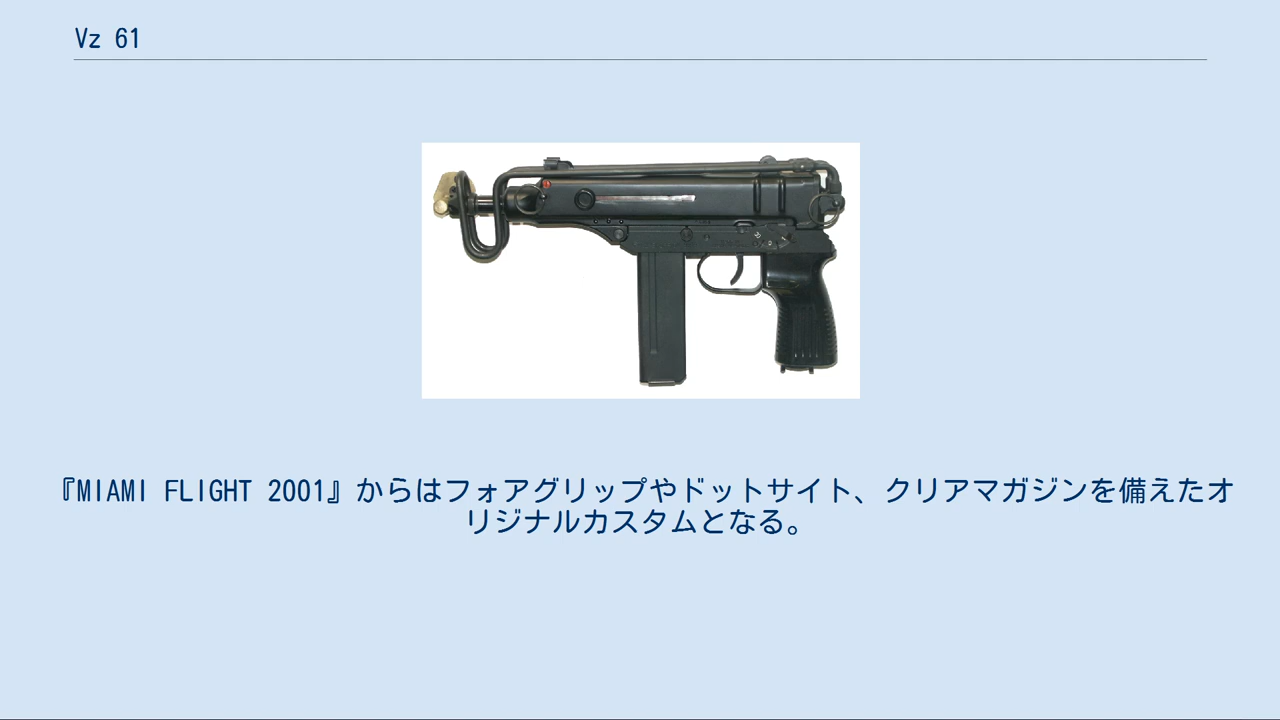 Vz 61
『MIAMI FLIGHT 2001』からはフォアグリップやドットサイト、クリアマガジンを備えたオ
リジナルカスタムとなる。